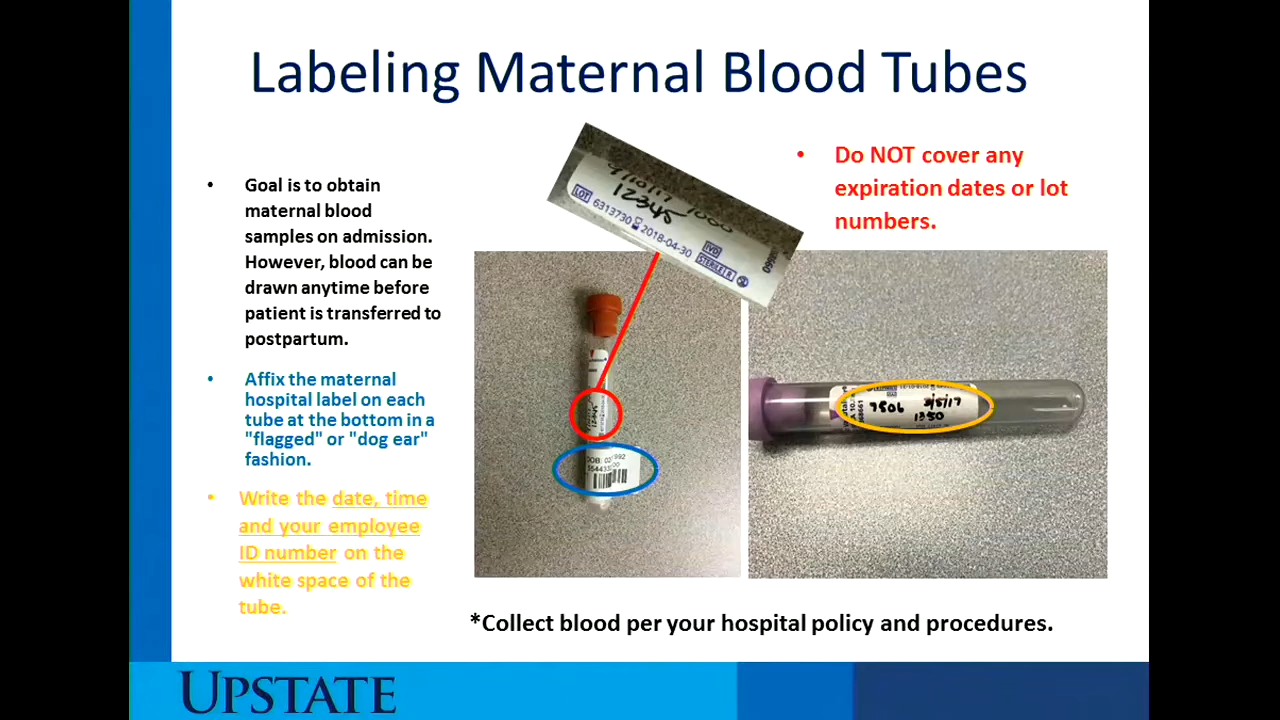 Labeling Maternal Blood Tubes
• Goal is to obtain
maternal blood
samples on admission.
However, blood can be
drawn anytime before
patient is transferred to
postpartum.
• Affix the maternal
hospital label on each
tube at the bottom in a
"flagged" or "dog ear"
fashion.
• Write the date, time
and your employee
ID number on the
white space of the
tube.
• Do NOT cover any
expiration dates or lot
numbers.
12345
LOT 6313730 2018-04-30
IVD
STERILE R
12345
DOB:
7506
1350
*Collect blood per your hospital policy and procedures.
UPSTATE